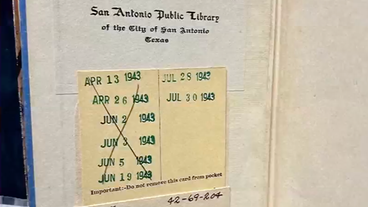 San Antonio Public Library
of the City of San Antonio
Texas
APR 13 1943
APR 26 1943
JUN 2 1943
JUN 3 1943
JUN 5 1943
JUN 19 1943
JUL 28 1943
JUL 30 1943
Important:-Do not remove this card from pocket
42-69-204